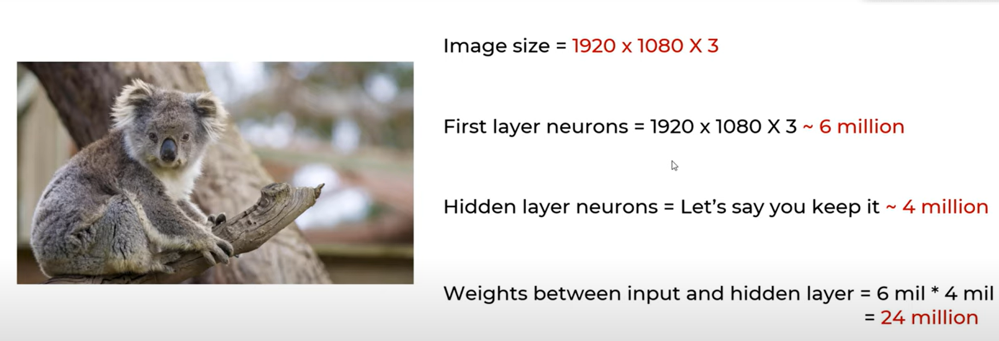 Image size = 1920 x 1080 X 3
First layer neurons = 1920 x 1080 X 3 ~ 6 million
Hidden layer neurons = Let’s say you keep it ~ 4 million
Weights between input and hidden layer = 6 mil * 4 mil
= 24 million